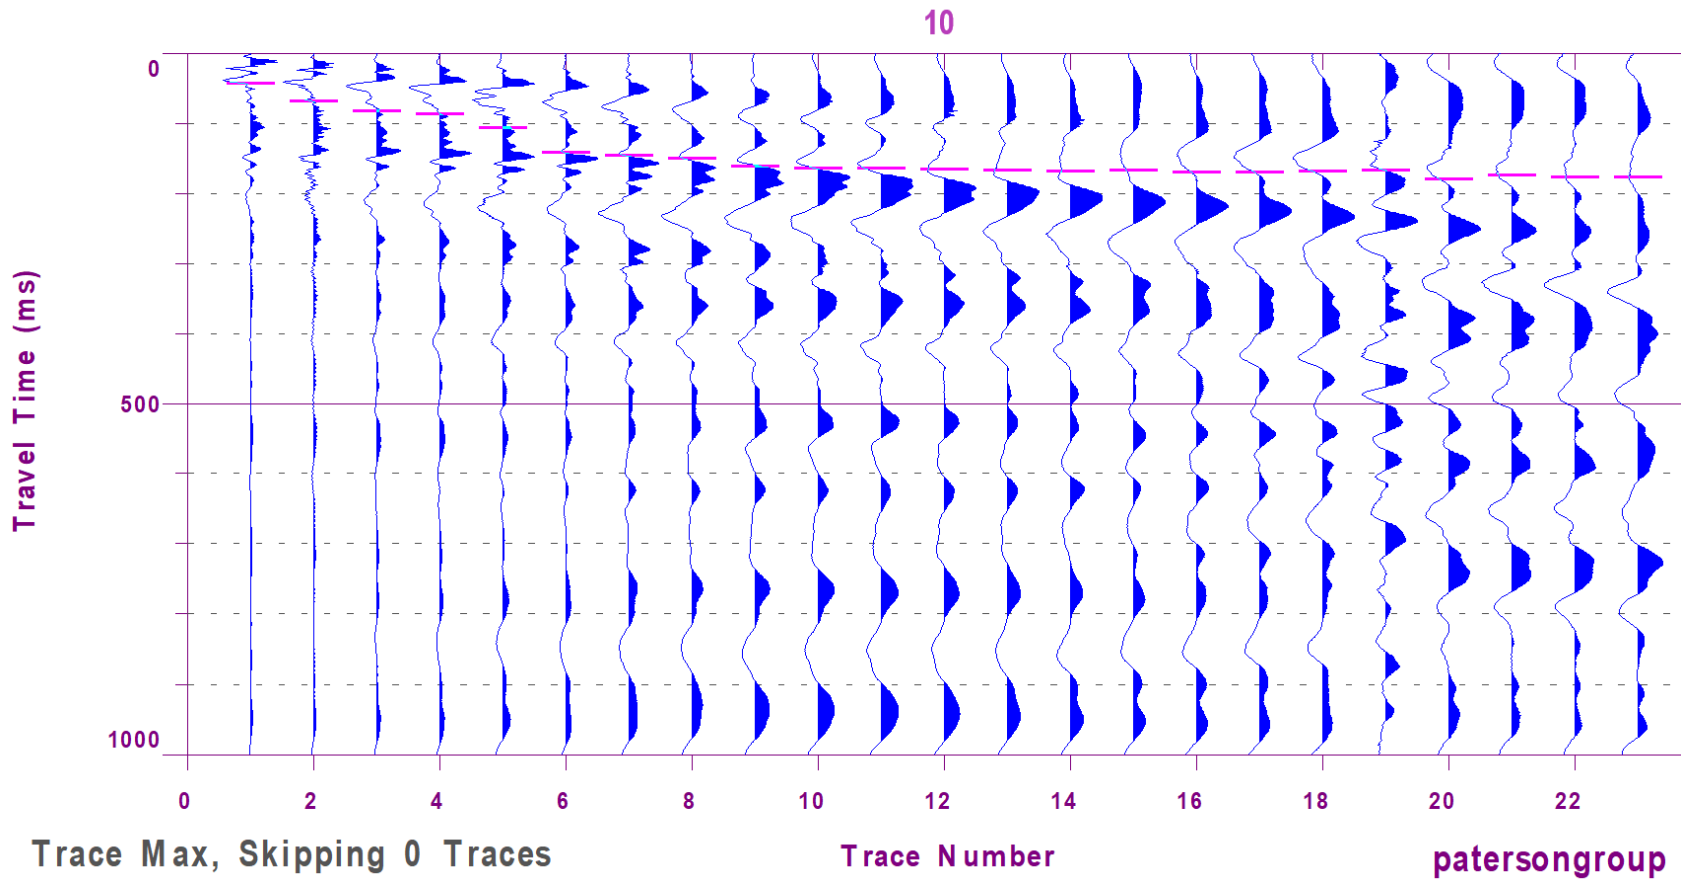 10
0
500
1000
Travel Time (ms)
0 2 4 6 8 10 12 14 16 18 20 22
Trace Max, Skipping 0 Traces
Trace Number
patersongroup